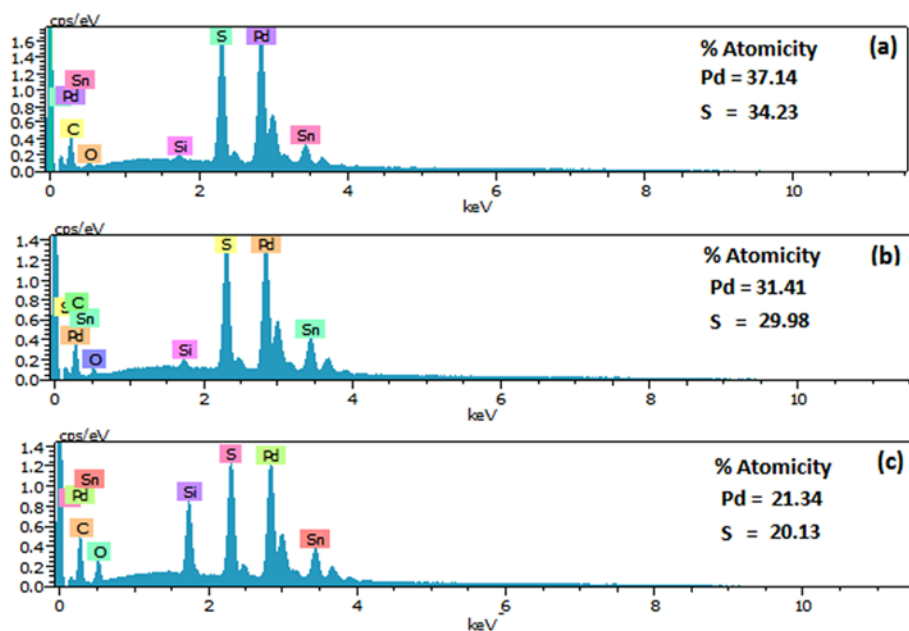 cps/eV
1.6
1.4
1.2
1.0
0.8
0.6
0.4
0.2
0.0
Sn
Pd
C
O
Si
S
Pd
Sn
% Atomicity (a)
Pd = 37.14
S = 34.23
0 2 4 6 8 10
keV
cps/eV
1.4
1.2
1.0
0.8
0.6
0.4
0.2
0.0
C
Sn
Pd
O
Si
S
Pd
Sn
% Atomicity (b)
Pd = 31.41
S = 29.98
0 2 4 6 8 10
keV
cps/eV
1.4
1.2
1.0
0.8
0.6
0.4
0.2
0.0
Sn
Pd
C
O
Si
S
Pd
Sn
% Atomicity (c)
Pd = 21.34
S = 20.13
0 2 4 6 8 10
keV